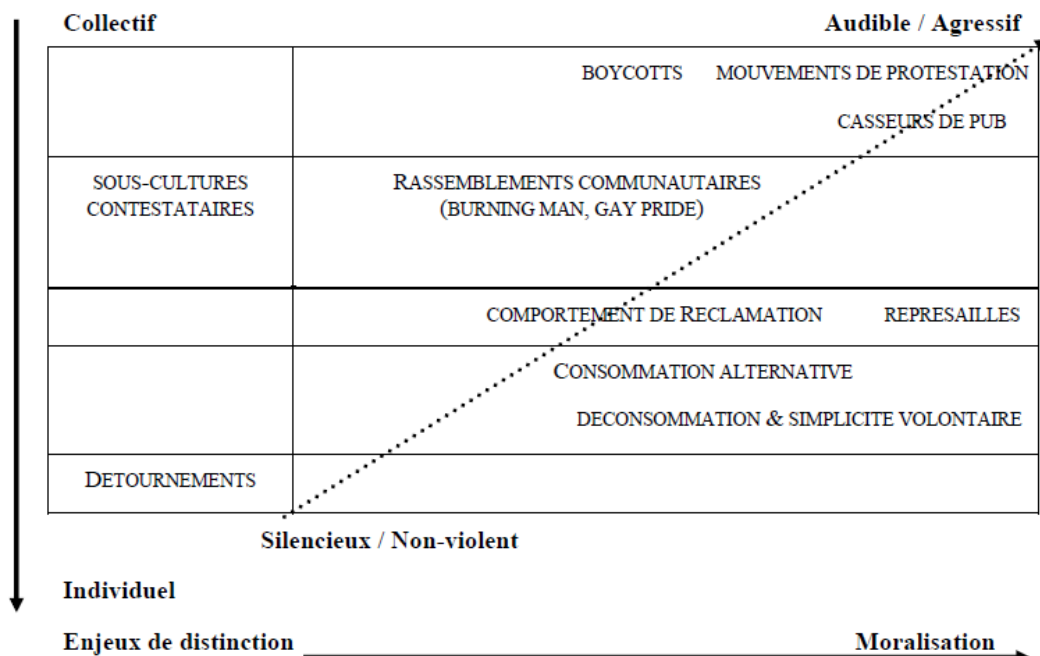 Collectif Audible / Agressif
BOYCOTTS MOUVEMENTS DE PROTESTATION
CASSEURS DE PUB
SOUS-CULTURES CONTESTATAIRES
RASSEMBLEMENTS COMMUNAUTAIRES
(BURNING MAN, GAY PRIDE)
COMPORTEMENT DE RECLAMATION REPRESAILLES
CONSOMMATION ALTERNATIVE
DECONSOMMATION & SIMPLICITE VOLONTAIRE
DETOURNEMENTS
Silencieux / Non-violent
Individuel
Enjeux de distinction Moralisation